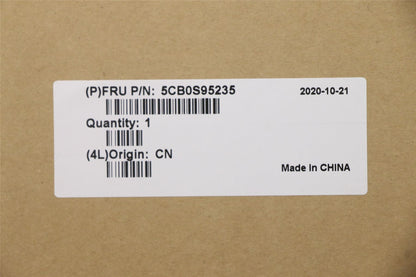 (P)FRU P/N: 5CB0S95235 2020-10-21
Quantity: 1
(4L)Origin: CN
Made in CHINA